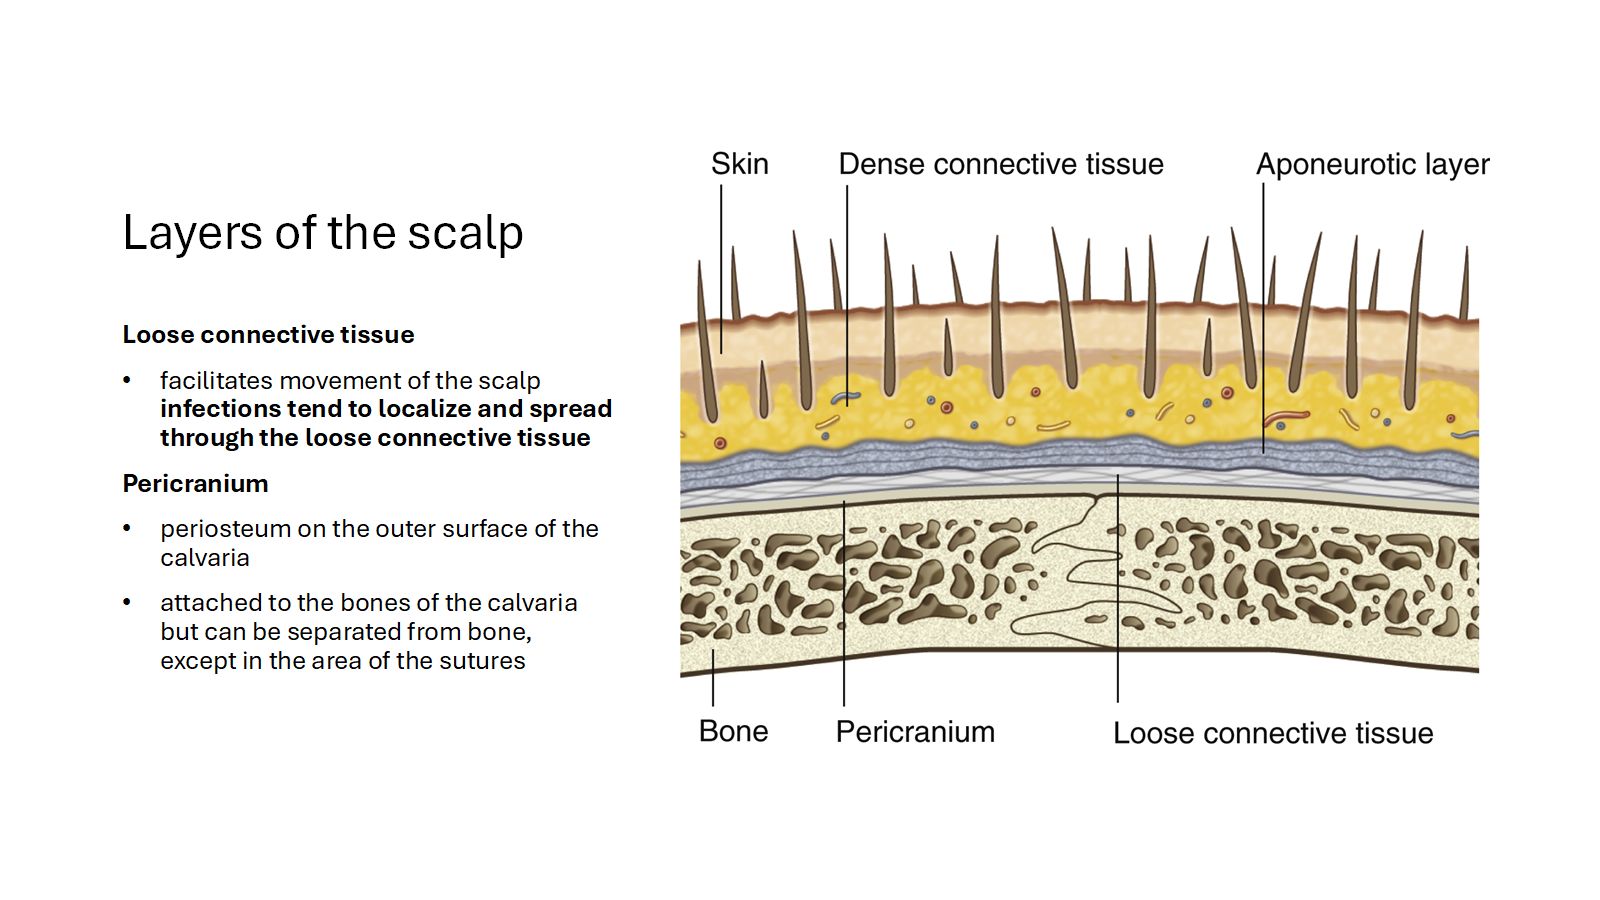 Layers of the scalp
Loose connective tissue
• facilitates movement of the scalp
infections tend to localize and spread
through the loose connective tissue
Pericranium
• periosteum on the outer surface of the
calvaria
• attached to the bones of the calvaria
but can be separated from bone,
except in the area of the sutures
Skin
Dense connective tissue
Aponeurotic layer
Bone
Pericranium
Loose connective tissue